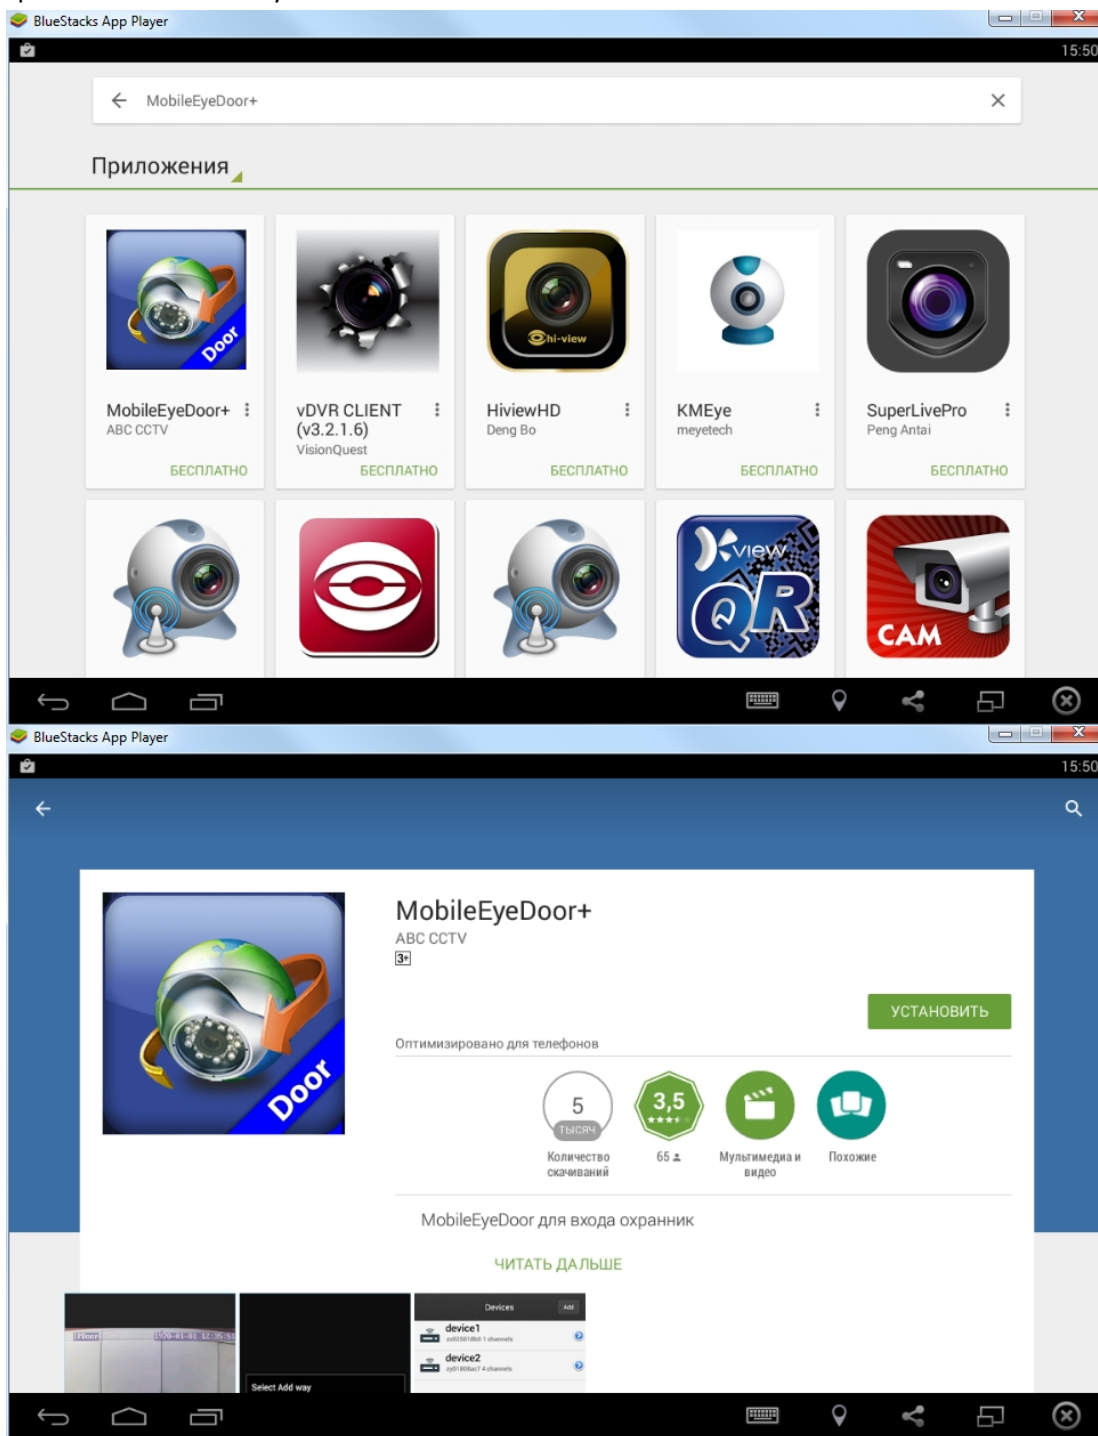 BlueStacks App Player
15:50
MobileEyeDoor+
Приложения
Door
hi-view
MobileEyeDoor+
ABC CCTV
БЕСПЛАТНО
vDVR CLIENT
(v3.2.1.6)
VisionQuest
БЕСПЛАТНО
HiviewHD
Deng Bo
БЕСПЛАТНО
KMEye
meyetech
БЕСПЛАТНО
SuperLivePro
Peng Antai
БЕСПЛАТНО
view
QR
CAM
BlueStacks App Player
15:50
Door
MobileEyeDoor+
ABC CCTV
3+
УСТАНОВИТЬ
Оптимизировано для телефонов
5
ТЫСЯЧ
Количество
скачиваний
3,5
65
Мультимедиа и
видео
Похожие
MobileEyeDoor для входа охранник
ЧИТАТЬ ДАЛЬШЕ
Select Add way
Devices
Add
device1
device2